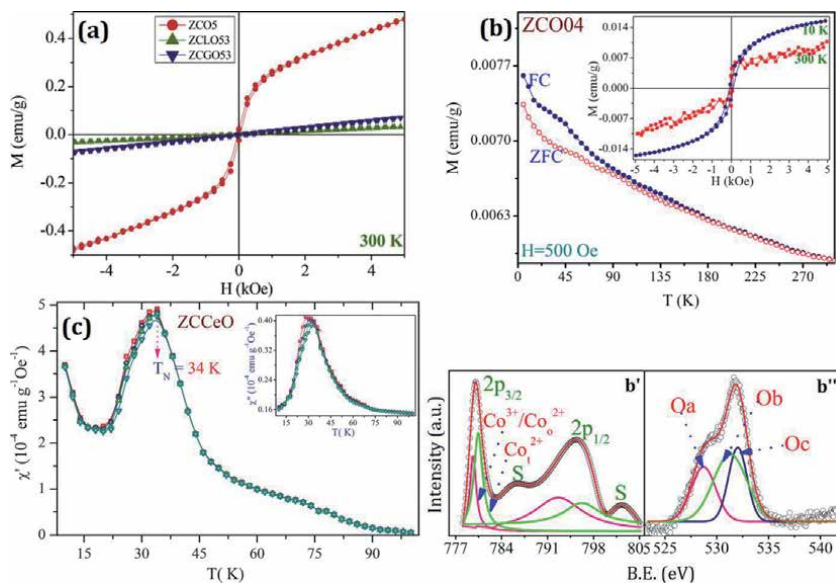 (a)
ZCO5
ZCLO53
ZCGO53
0.4
0.2
0.0
-0.2
-0.4
M (emu/g)
-4
-2
0
2
4
H (kOe)
300 K
(b)
ZCO04
0.0077
0.0070
0.0063
M (emu/g)
FC
ZFC
H=500 Oe
0
45
90
135
180
225
270
T (K)
0.014
0.007
0.000
-0.007
-0.014
M (emu/g)
10 K
300 K
-5
-4
-3
-2
-1
0
1
2
3
4
5
H (kOe)
(c)
ZCCeO
5
4
3
2
1
0
χ' (10⁻⁴ emu g⁻¹Oe⁻¹)
T_N = 34 K
15
30
45
60
75
90
T( K)
0.40
0.32
0.24
0.16
χ'' (10⁻⁴ emu g⁻¹Oe⁻¹)
15
30
45
60
75
90
T( K)
b'
2p₃/₂
Co³⁺/Co_o²⁺
Co_t²⁺
2p₁/₂
S
S
Intensity (a.u.)
777
784
791
798
805
b"
Qa
Ob
Oc
525
530
535
540
B.E. (eV)